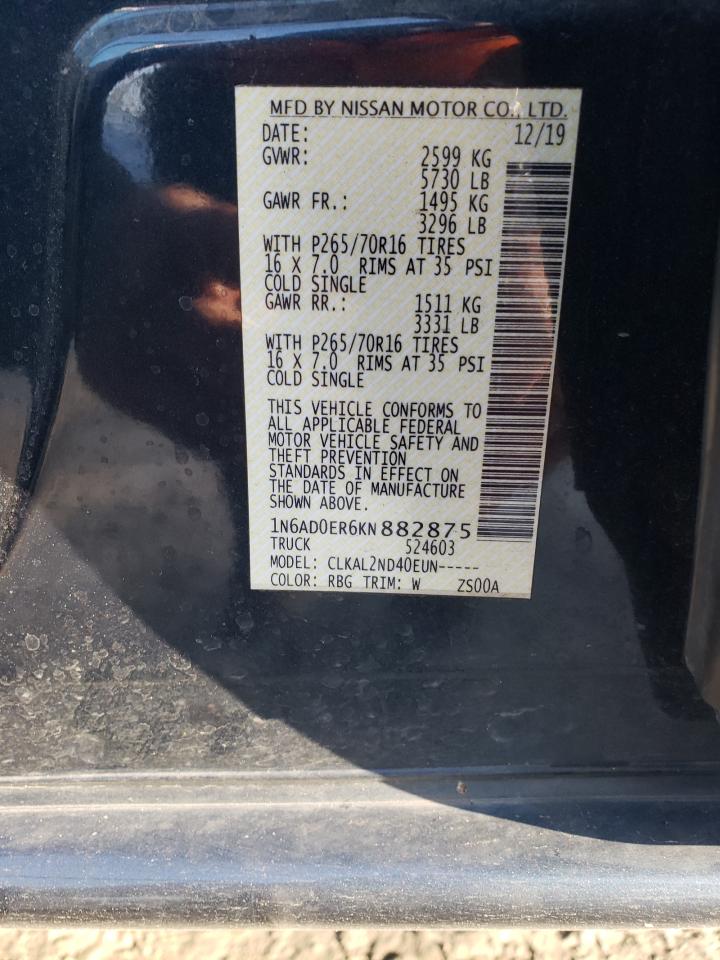 MFD BY NISSAN MOTOR CO., LTD.
DATE: 12/19
GVWR: 2599 KG
5730 LB
GAWR FR.: 1495 KG
3296 LB
WITH P265/70R16 TIRES
16 X 7.0 RIMS AT 35 PSI
COLD SINGLE
GAWR RR.: 1511 KG
3331 LB
WITH P265/70R16 TIRES
16 X 7.0 RIMS AT 35 PSI
COLD SINGLE
THIS VEHICLE CONFORMS TO
ALL APPLICABLE FEDERAL
MOTOR VEHICLE SAFETY AND
THEFT PREVENTION
STANDARDS IN EFFECT ON
THE DATE OF MANUFACTURE
SHOWN ABOVE.
1N6AD0ER6KN882875
TRUCK 524603
MODEL: CLKAL2ND40EUN-----
COLOR: RBG TRIM: W ZS00A